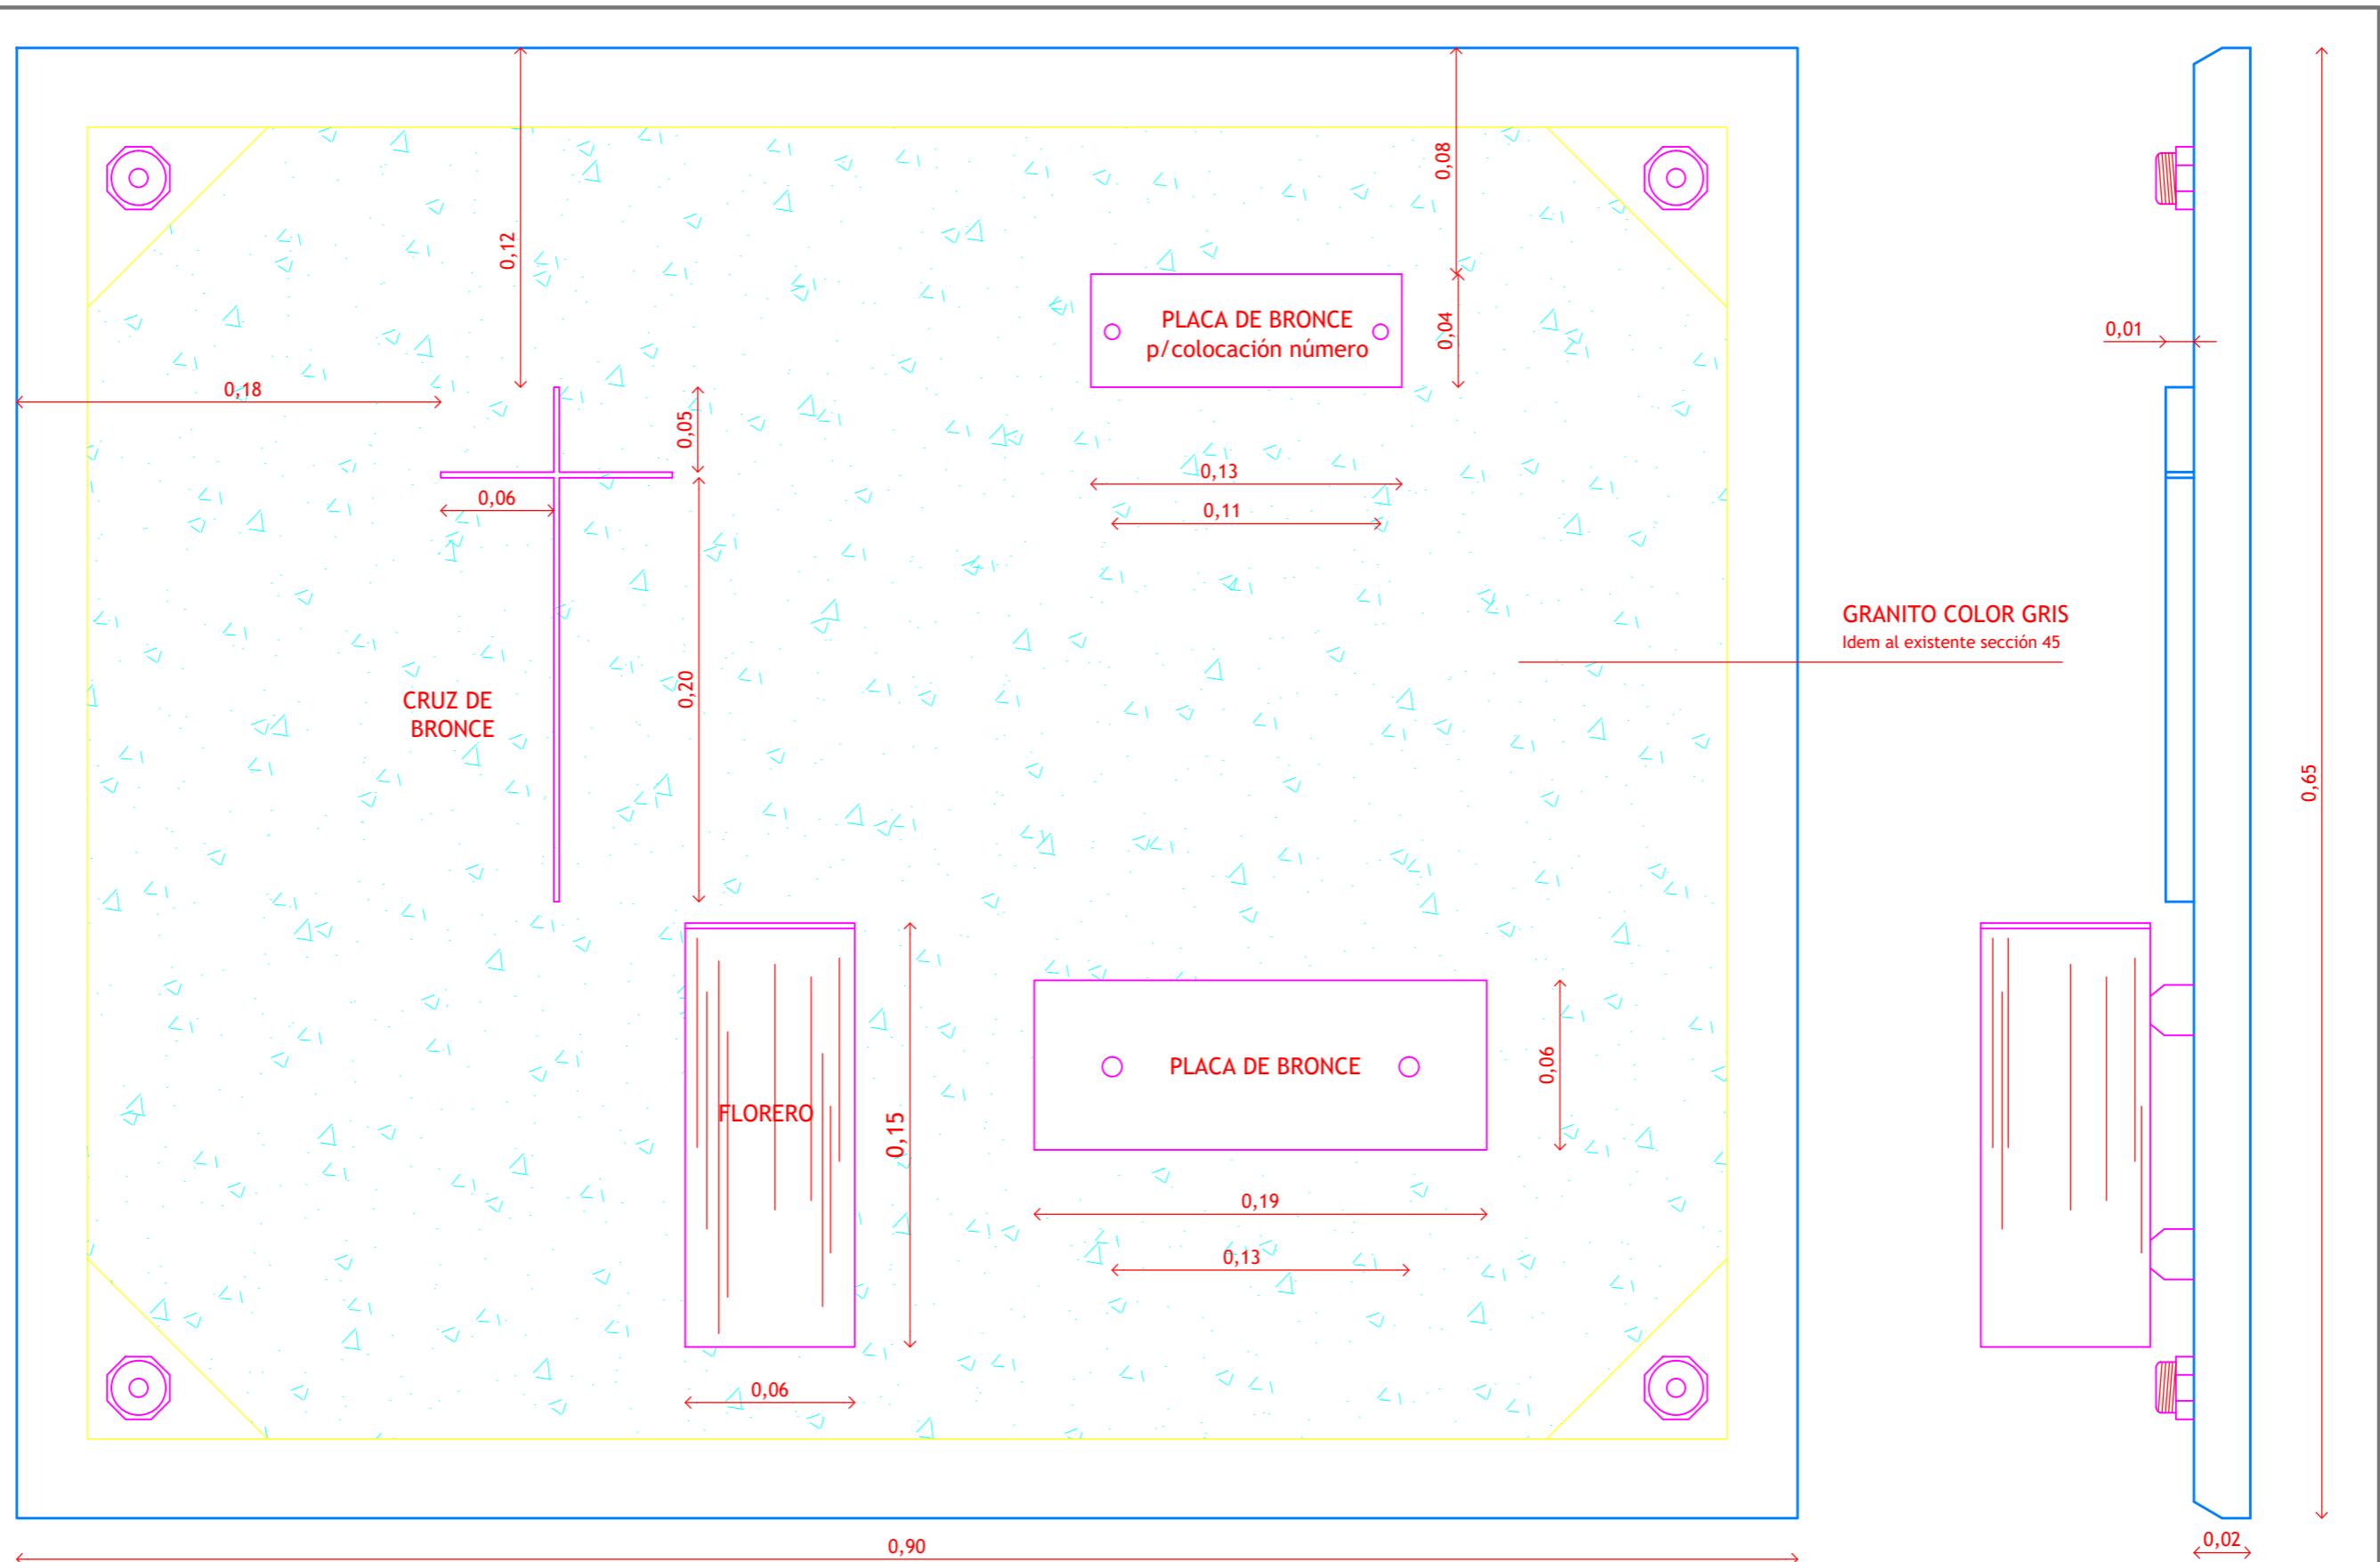 0,12
0,08
PLACA DE BRONCE
p/colocación número
0,04
0,01
0,18
0,05
0,13
0,06
0,11
GRANITO COLOR GRIS
Idem al existente sección 45
0,20
CRUZ DE
BRONCE
0,65
PLACA DE BRONCE
0,06
FLORERO
0,15
0,19
0,13
0,06
0,90
0,02